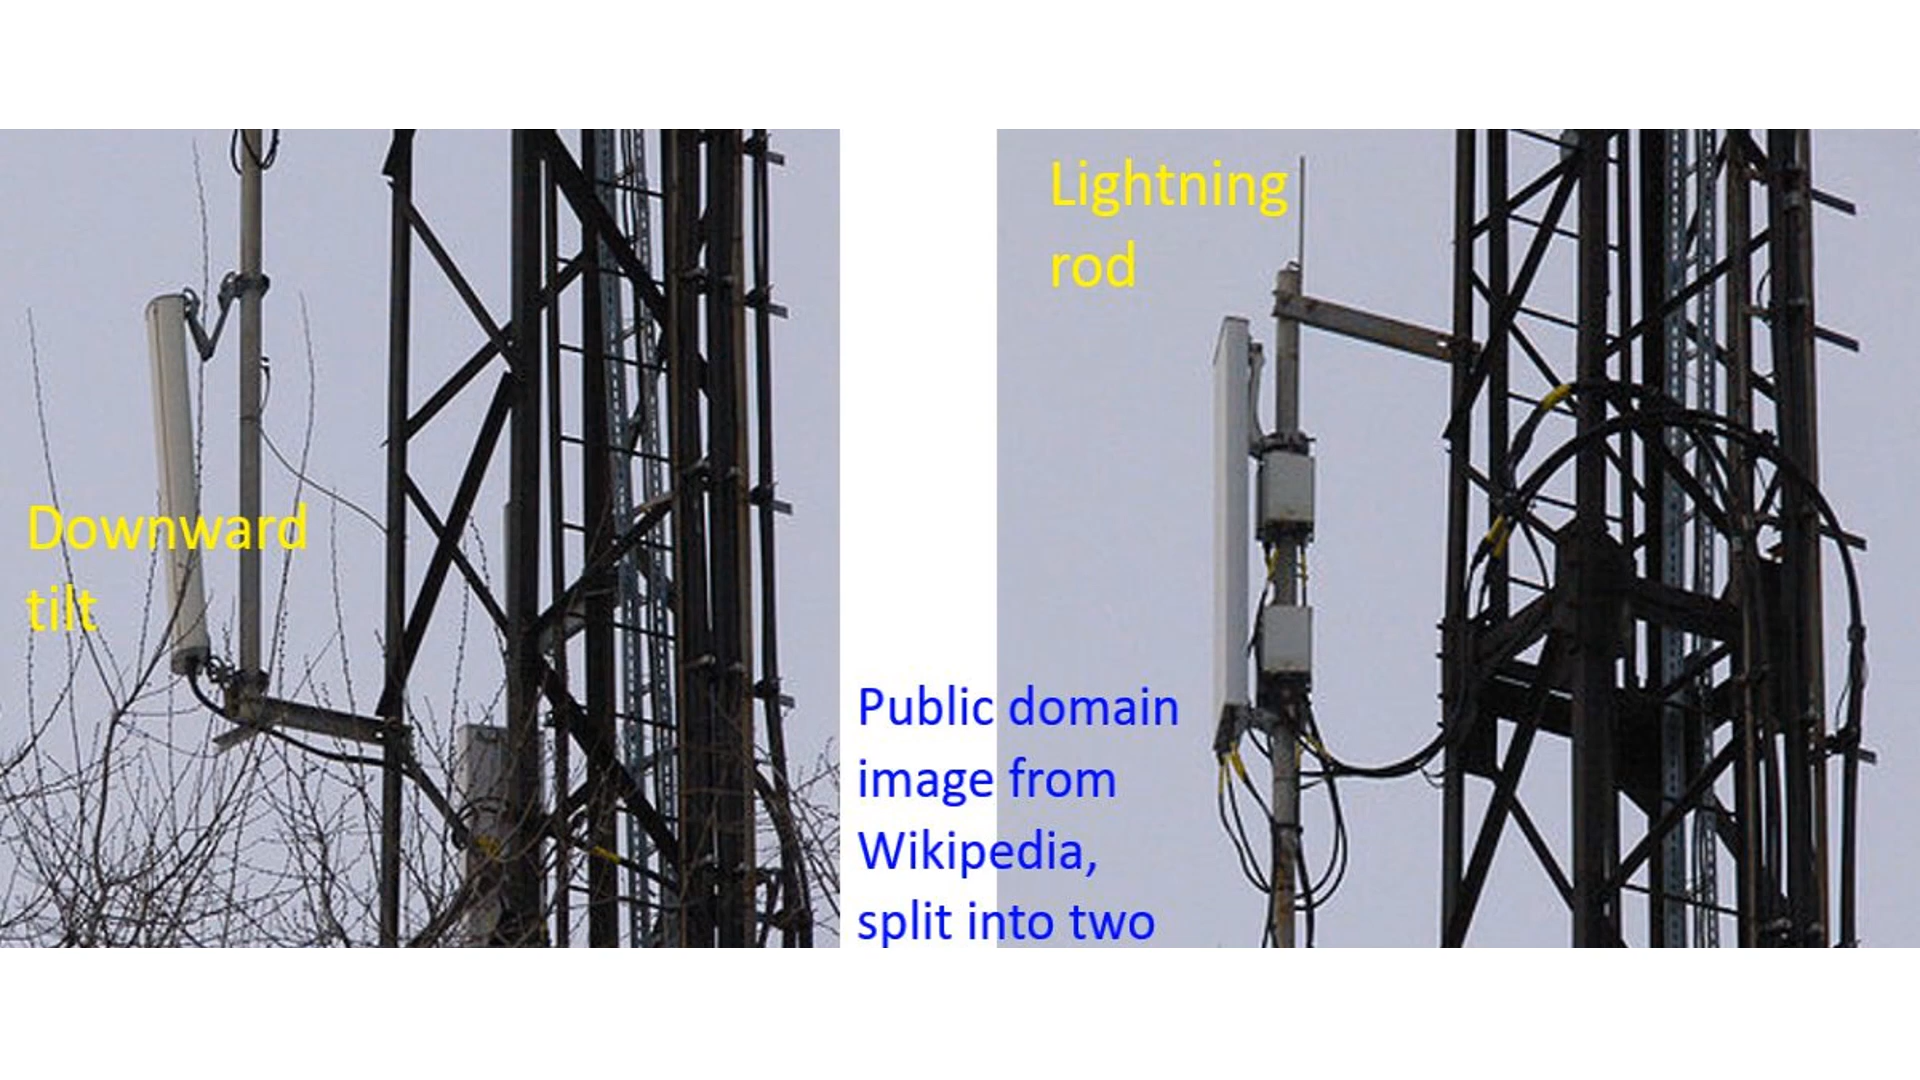 Downward
tilt
Public domain
image from
Wikipedia,
split into two
Lightning
rod